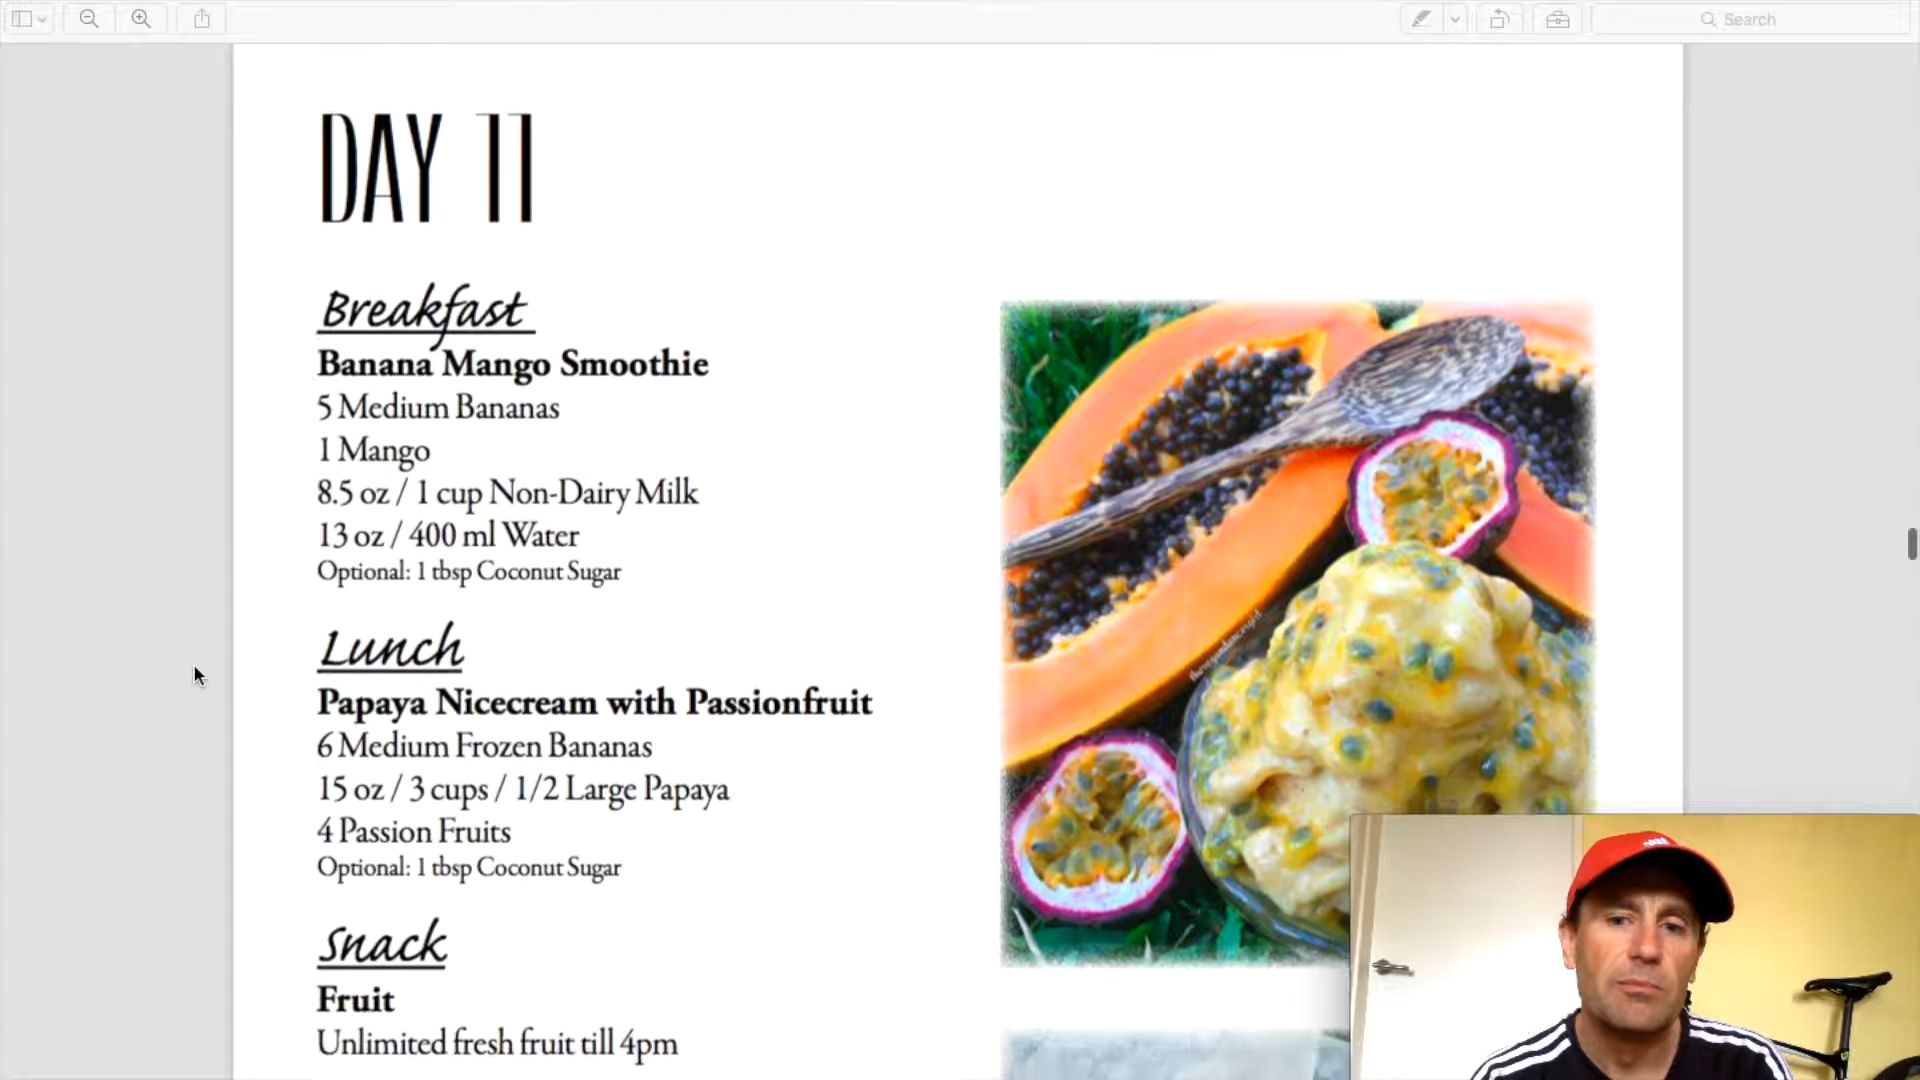 Search
DAY 11
Breakfast
Banana Mango Smoothie
5 Medium Bananas
1 Mango
8.5 oz / 1 cup Non-Dairy Milk
13 oz / 400 ml Water
Optional: 1 tbsp Coconut Sugar
Lunch
Papaya Nicecream with Passionfruit
6 Medium Frozen Bananas
15 oz / 3 cups / 1/2 Large Papaya
4 Passion Fruits
Optional: 1 tbsp Coconut Sugar
Snack
Fruit
Unlimited fresh fruit till 4pm